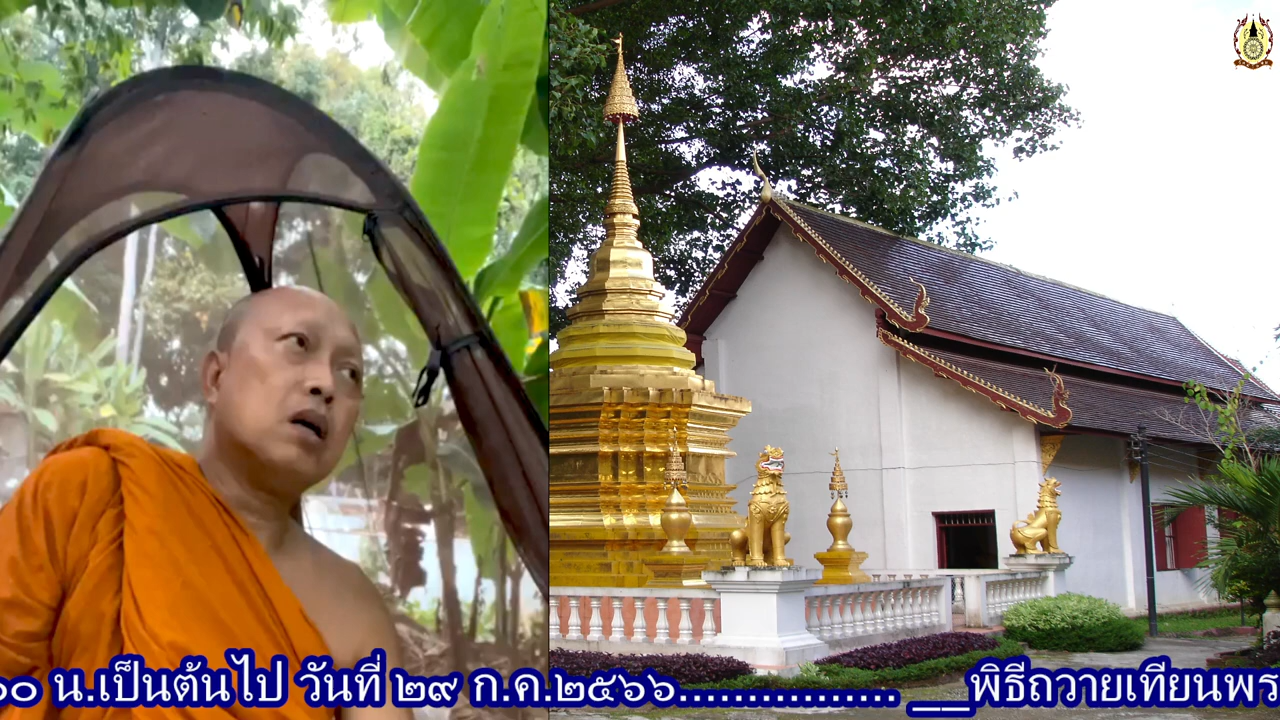 ๐๐ น.เป็นต้นไป วันที่ ๒๙ ก.ค.๒๕๖๖................ __พิธีถวายเทียนพร